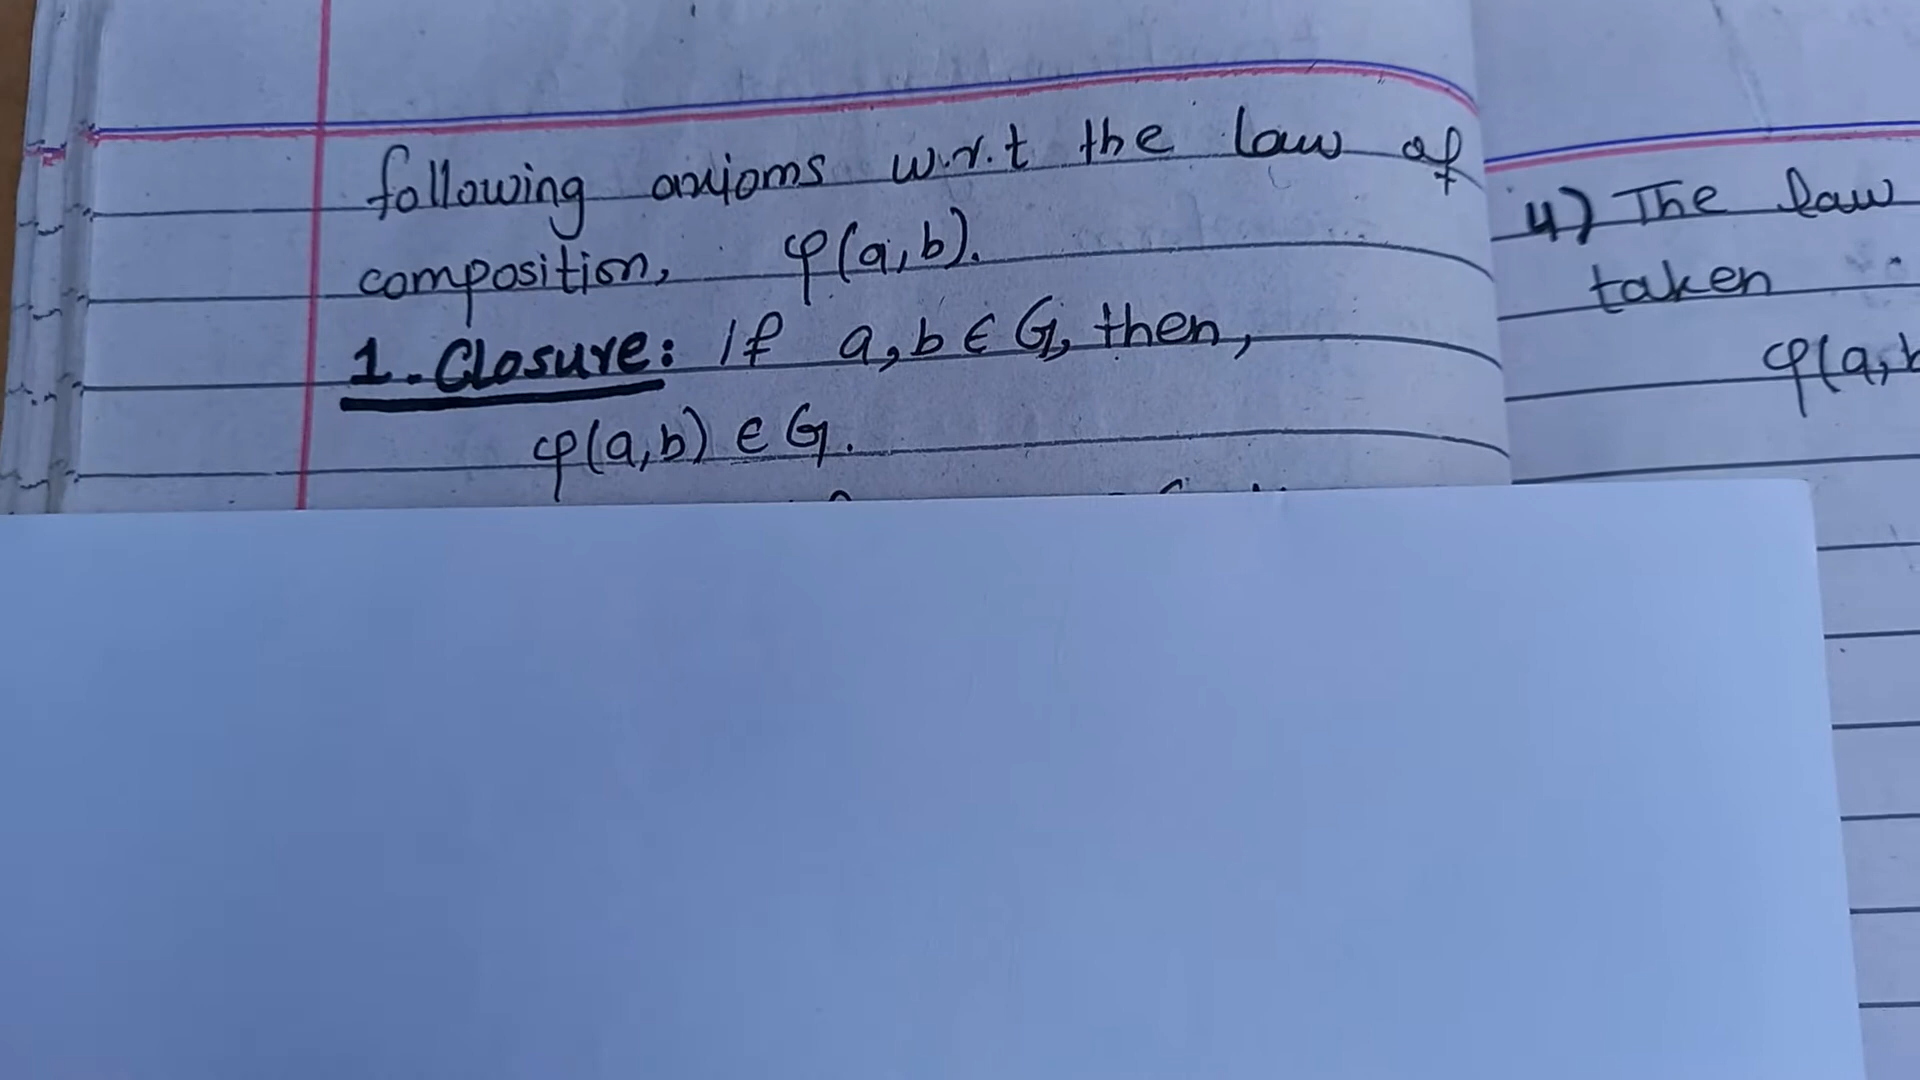 following axioms w.r.t the law of
composition, φ(a,b).
1. Closure: If a, b ∈ G, then,
φ(a,b) ∈ G.
4) The law
taken
φ(a,b